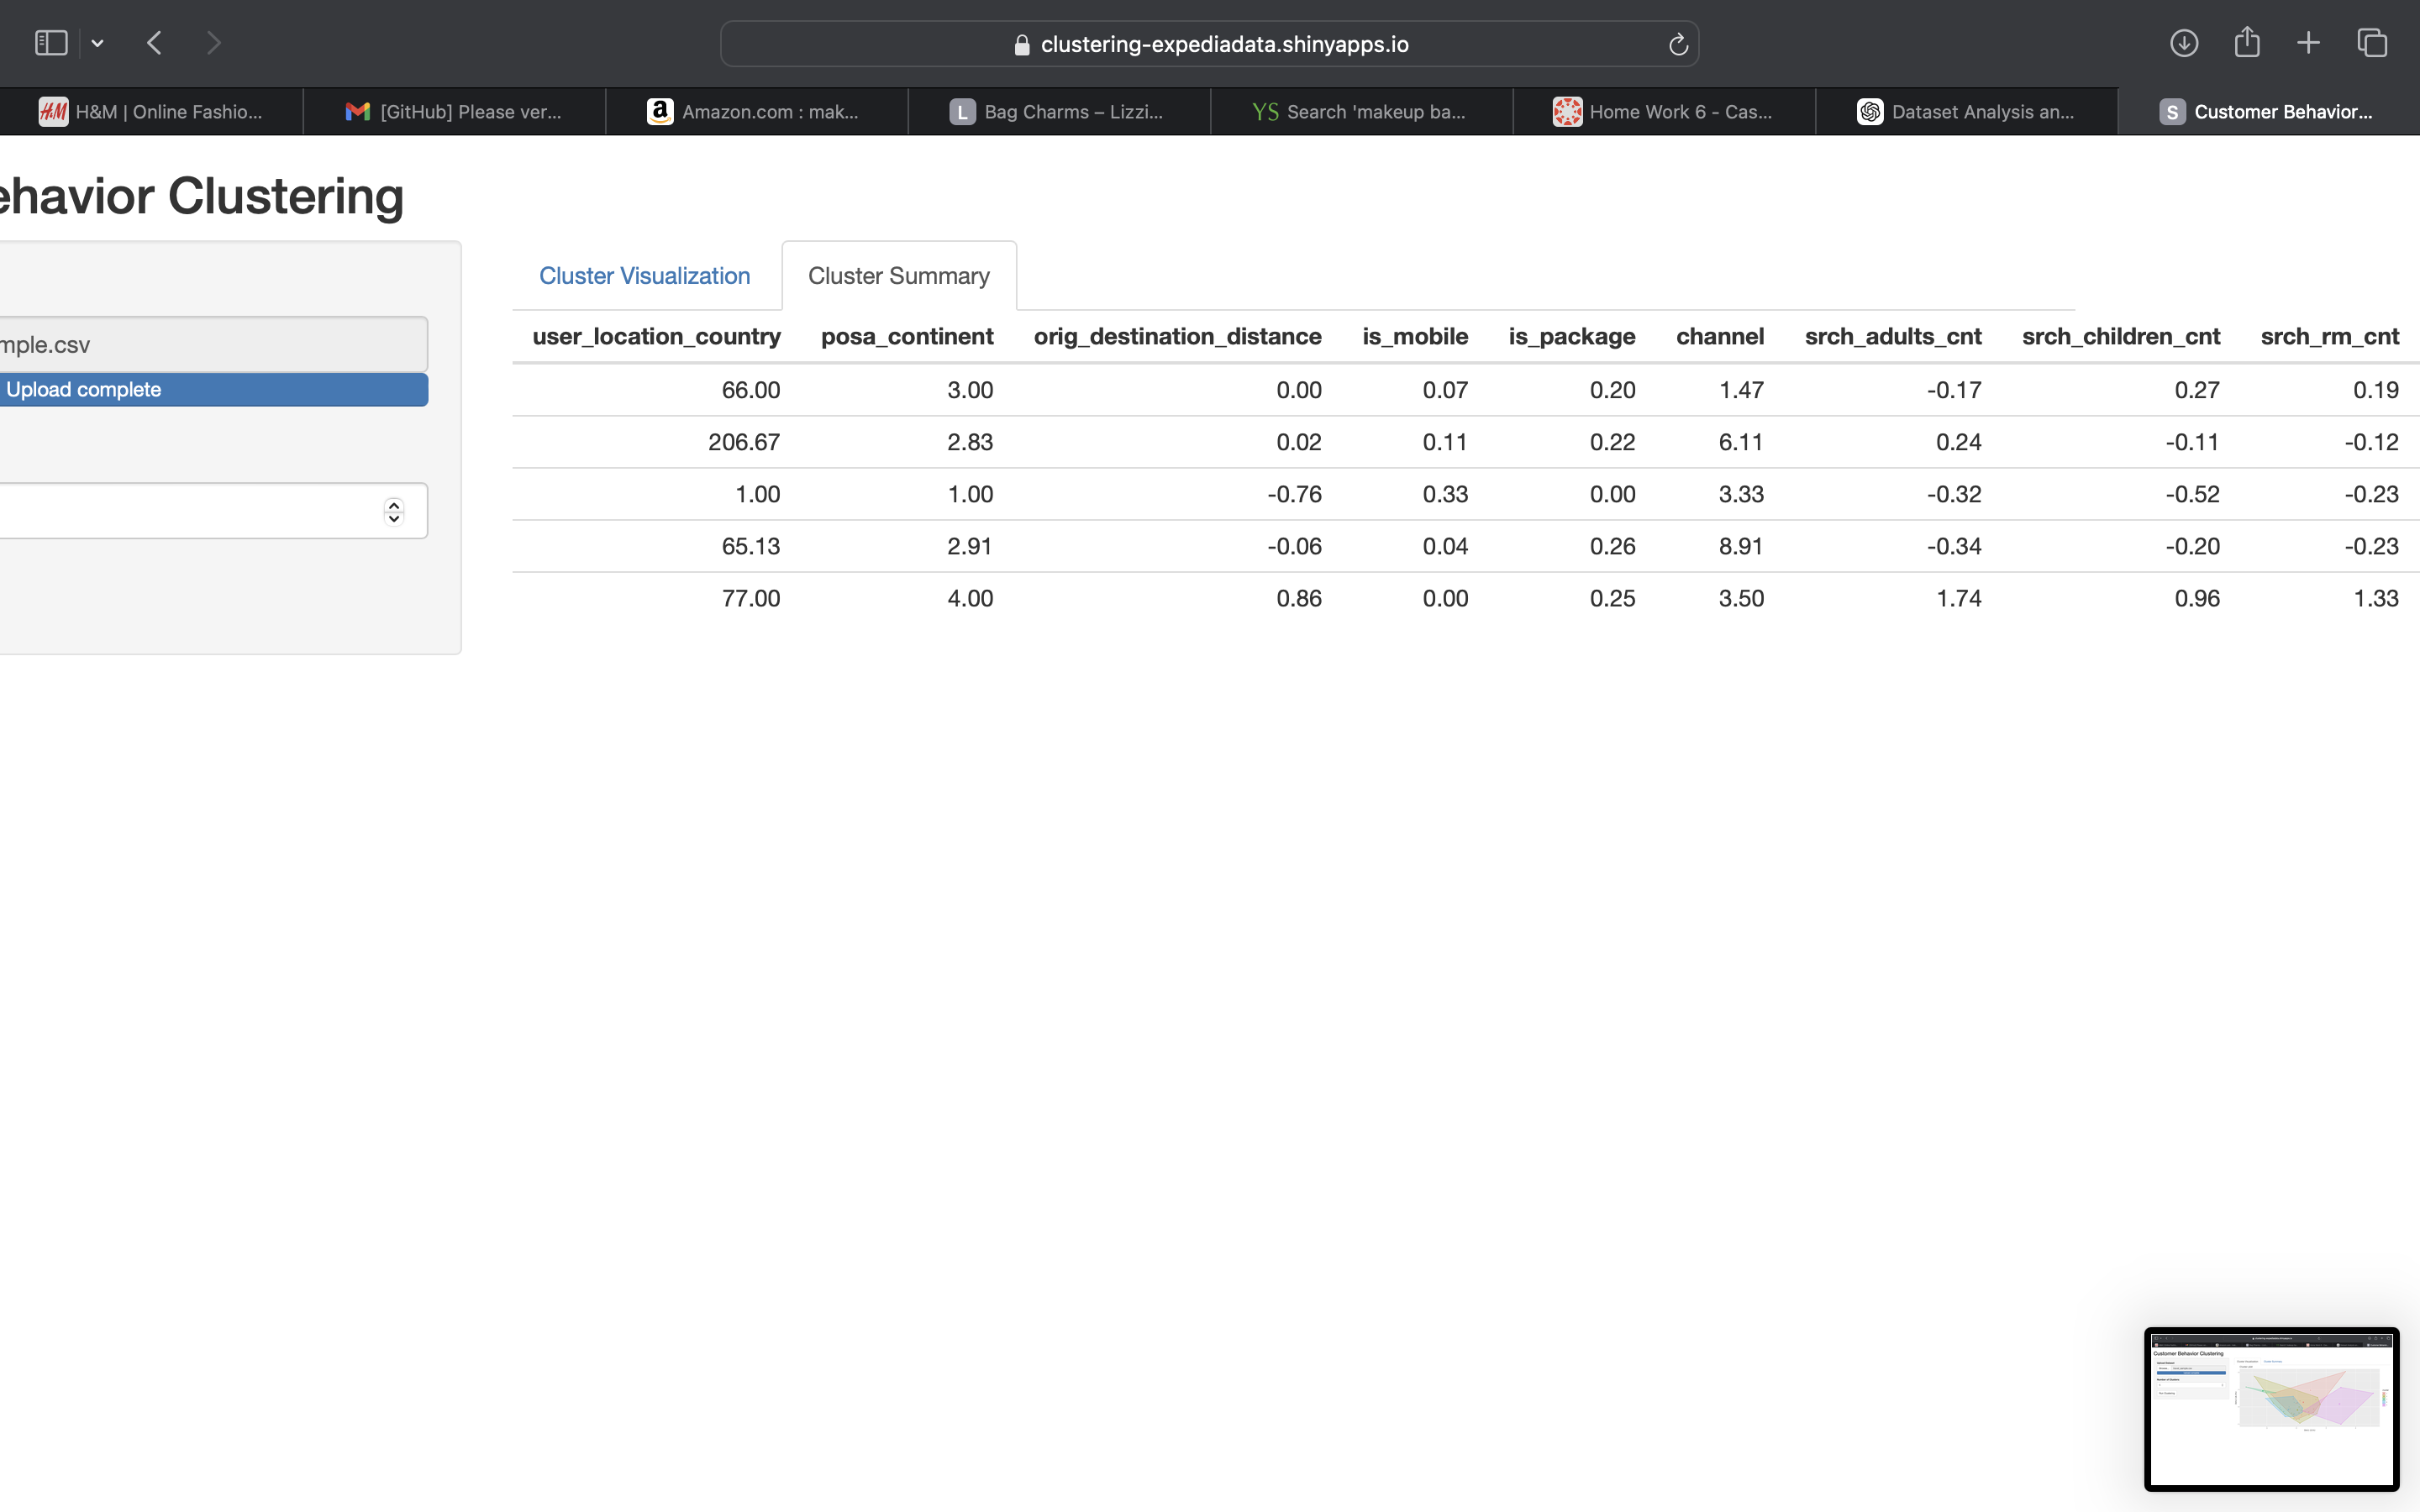 clustering-expediadata.shinyapps.io
H&M | Online Fashio...
[GitHub] Please ver...
Amazon.com : mak...
Bag Charms – Lizzi...
Search 'makeup ba...
Home Work 6 - Cas...
Dataset Analysis an...
Customer Behavior...
ehavior Clustering
mple.csv
Upload complete
Cluster Visualization Cluster Summary
user_location_country posa_continent orig_destination_distance is_mobile is_package channel srch_adults_cnt srch_children_cnt srch_rm_cnt
66.00 3.00 0.00 0.07 0.20 1.47 -0.17 0.27 0.19
206.67 2.83 0.02 0.11 0.22 6.11 0.24 -0.11 -0.12
1.00 1.00 -0.76 0.33 0.00 3.33 -0.32 -0.52 -0.23
65.13 2.91 -0.06 0.04 0.26 8.91 -0.34 -0.20 -0.23
77.00 4.00 0.86 0.00 0.25 3.50 1.74 0.96 1.33
Customer Behavior Clustering